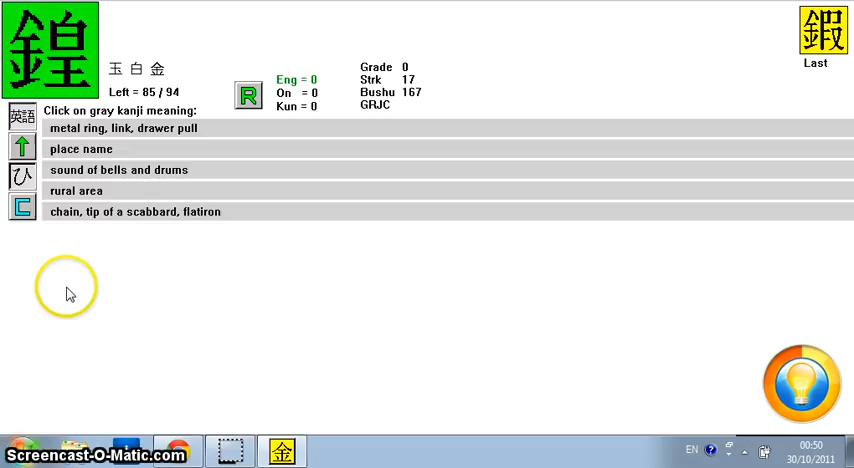 鍠
鍜
Last
玉 白 金
Left = 85 / 94
R
Eng = 0
On = 0
Kun = 0
Grade 0
Strk 17
Bushu 167
GRJC
英語
Click on gray kanji meaning:
metal ring, link, drawer pull
place name
ひ
sound of bells and drums
rural area
chain, tip of a scabbard, flatiron
金
EN
00:50
30/10/2011
Screencast-O-Matic.com